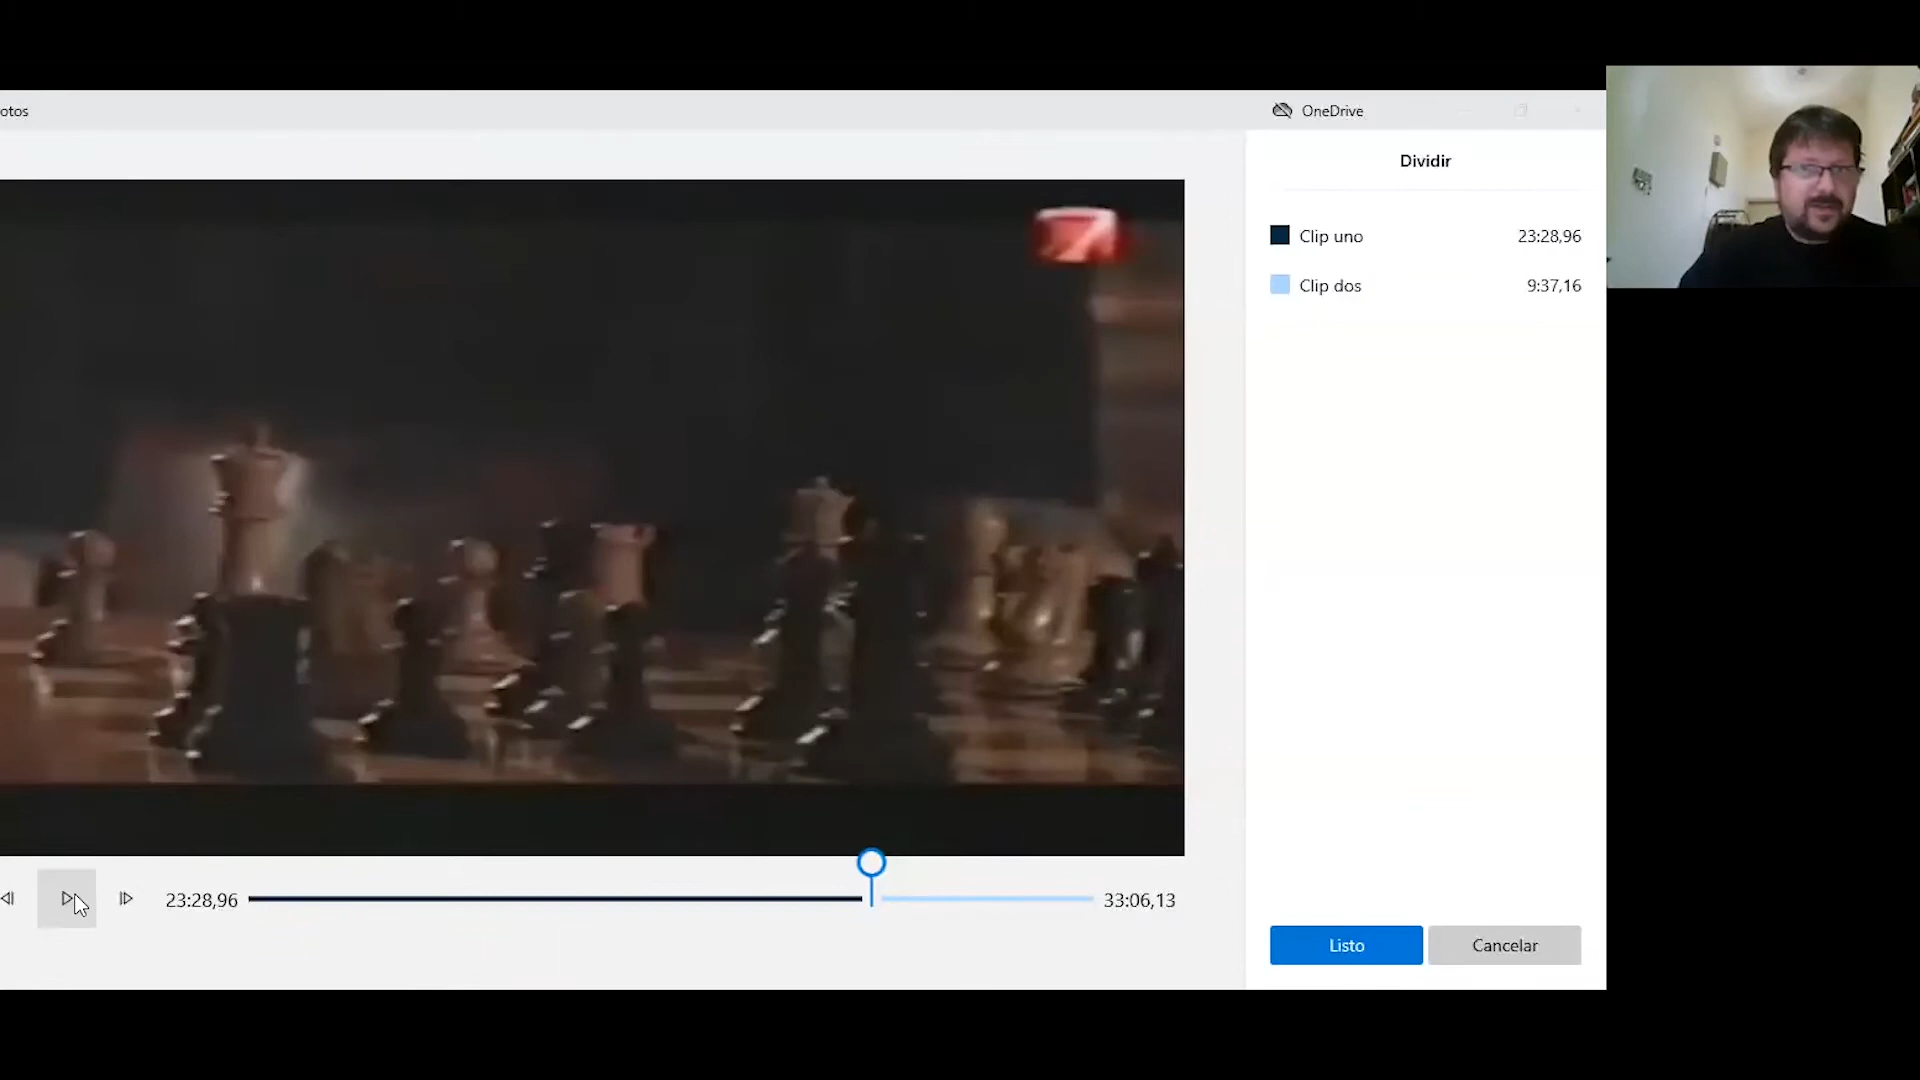 otos
OneDrive
Dividir
Clip uno 23:28,96
Clip dos 9:37,16
23:28,96 33:06,13
Listo Cancelar